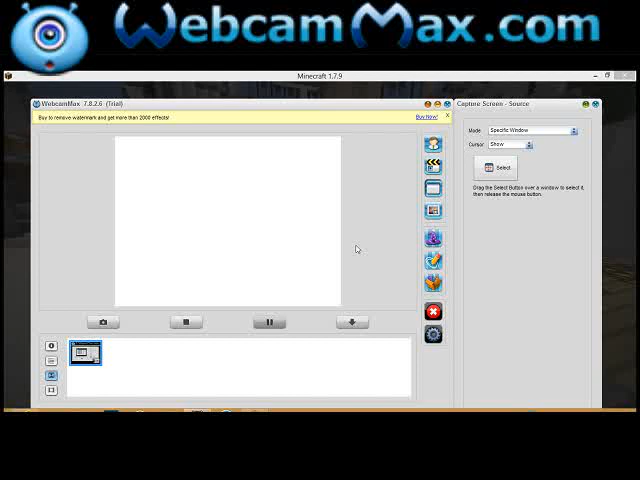 WebcamMax.com
Minecraft 1.7.9
WebcamMax 7.8.2.6 (Trial)
Capture Screen - Source
Buy to remove watermark and get more than 2000 effects!
Buy Now!
X
Mode
Specific Window
Cursor
Show
Select
Drag the Select Button over a window to select it,
then release the mouse button.